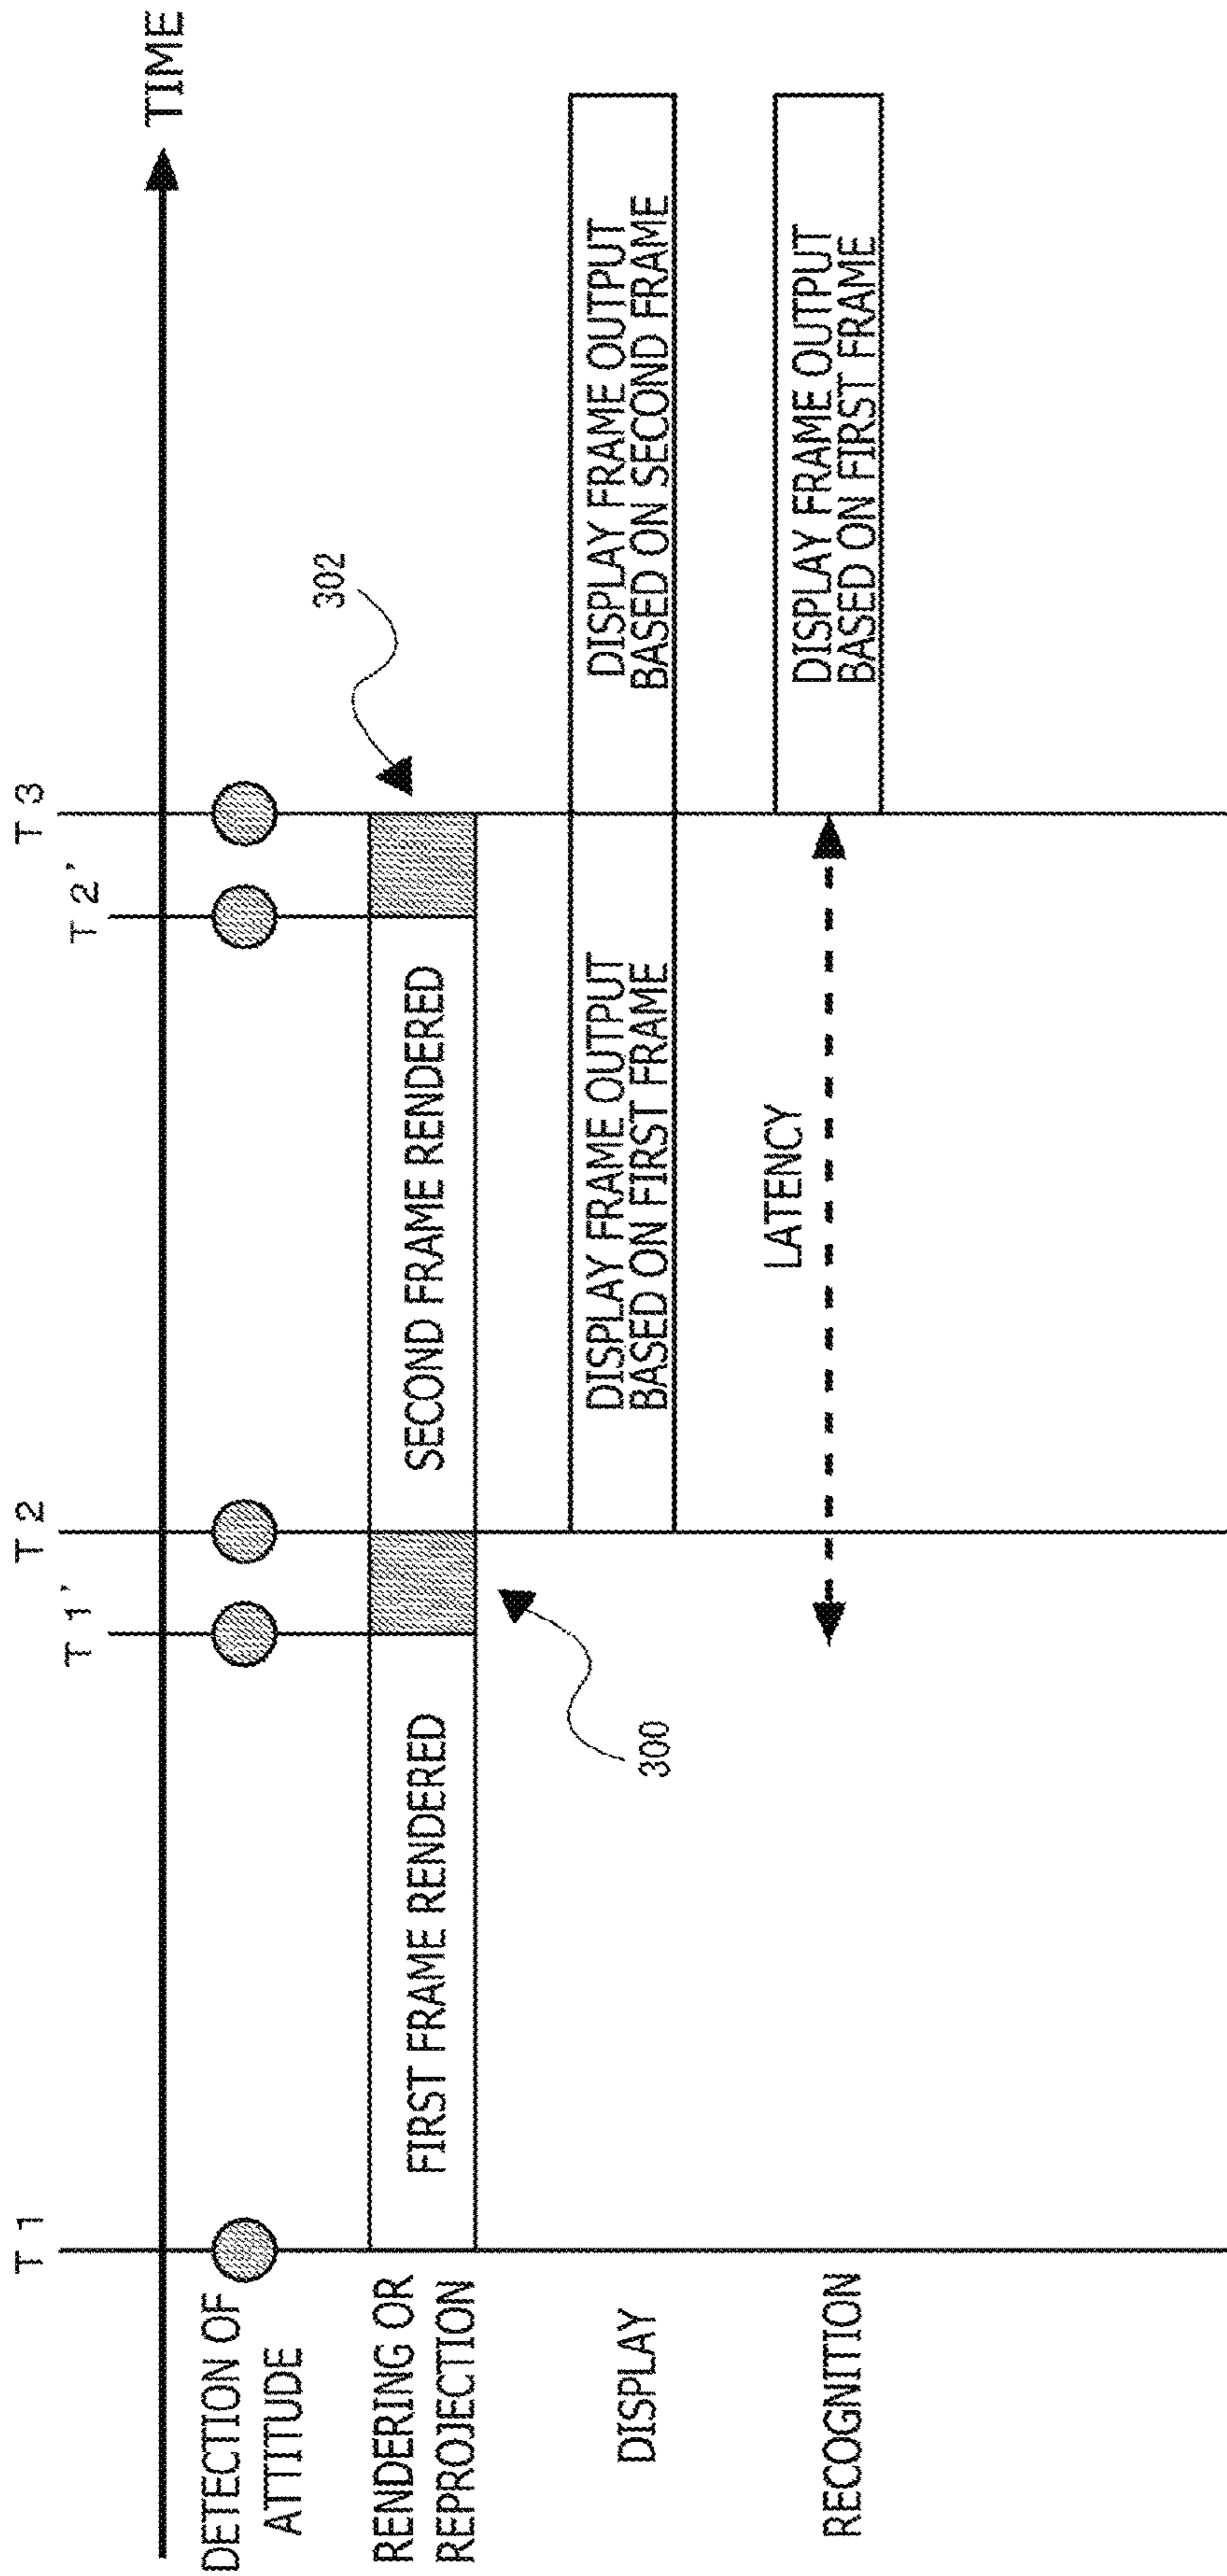 TIME
T 1
T 1'
T 2
T 2'
T 3
DETECTION OF
ATTITUDE
RENDERING OR
REPROJECTION
FIRST FRAME RENDERED
SECOND FRAME RENDERED
300
302
DISPLAY
DISPLAY FRAME OUTPUT
BASED ON FIRST FRAME
DISPLAY FRAME OUTPUT
BASED ON SECOND FRAME
RECOGNITION
LATENCY
DISPLAY FRAME OUTPUT
BASED ON FIRST FRAME